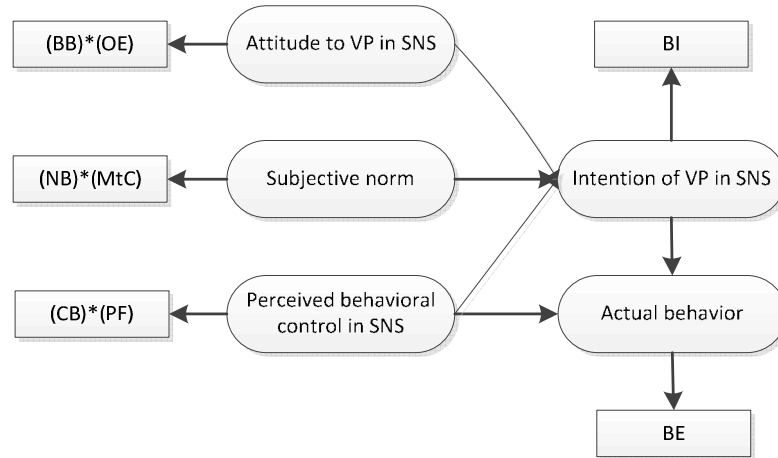 (BB)*(OE)
Attitude to VP in SNS
BI
(NB)*(MtC)
Subjective norm
Intention of VP in SNS
(CB)*(PF)
Perceived behavioral
control in SNS
Actual behavior
BE